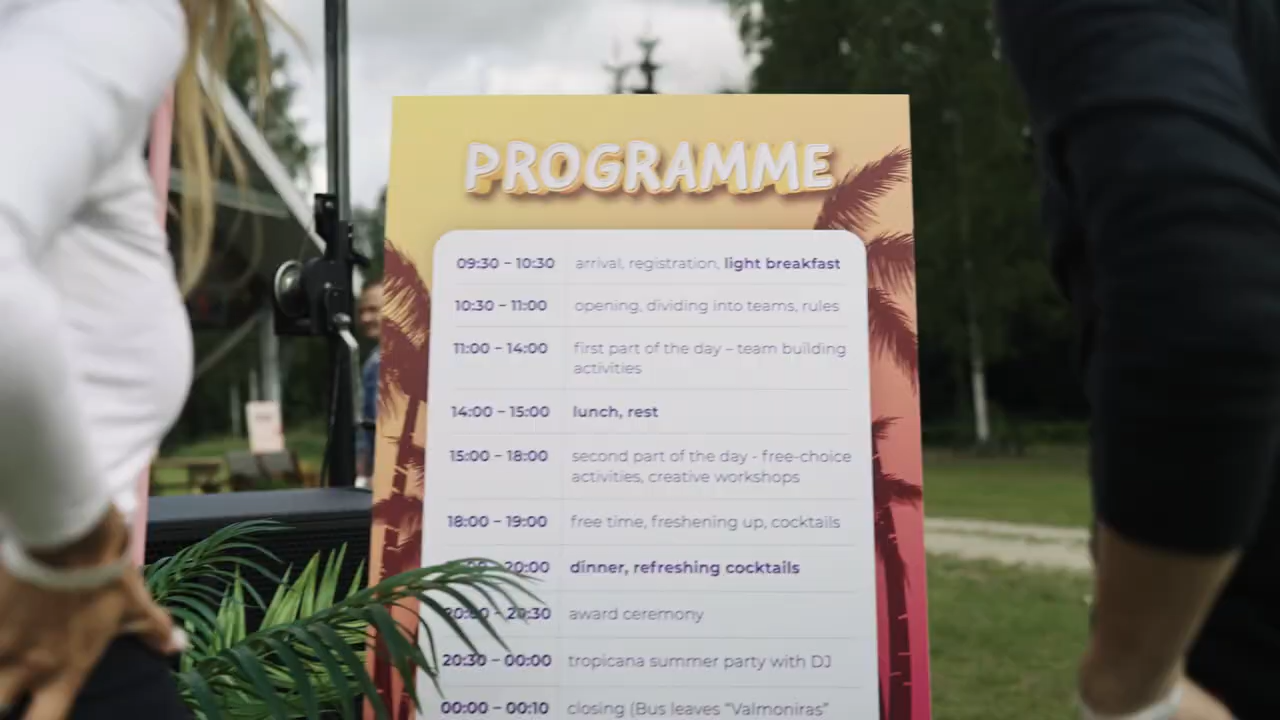 PROGRAMME
09:30 – 10:30 arrival, registration, light breakfast
10:30 – 11:00 opening, dividing into teams, rules
11:00 – 14:00 first part of the day – team building
activities
14:00 – 15:00 lunch, rest
15:00 – 18:00 second part of the day - free-choice
activities, creative workshops
18:00 – 19:00 free time, freshening up, cocktails
20:00 dinner, refreshing cocktails
20:00 – 20:30 award ceremony
20:30 – 00:00 tropicana summer party with DJ
00:00 – 00:10 closing (Bus leaves "Valmoniras"